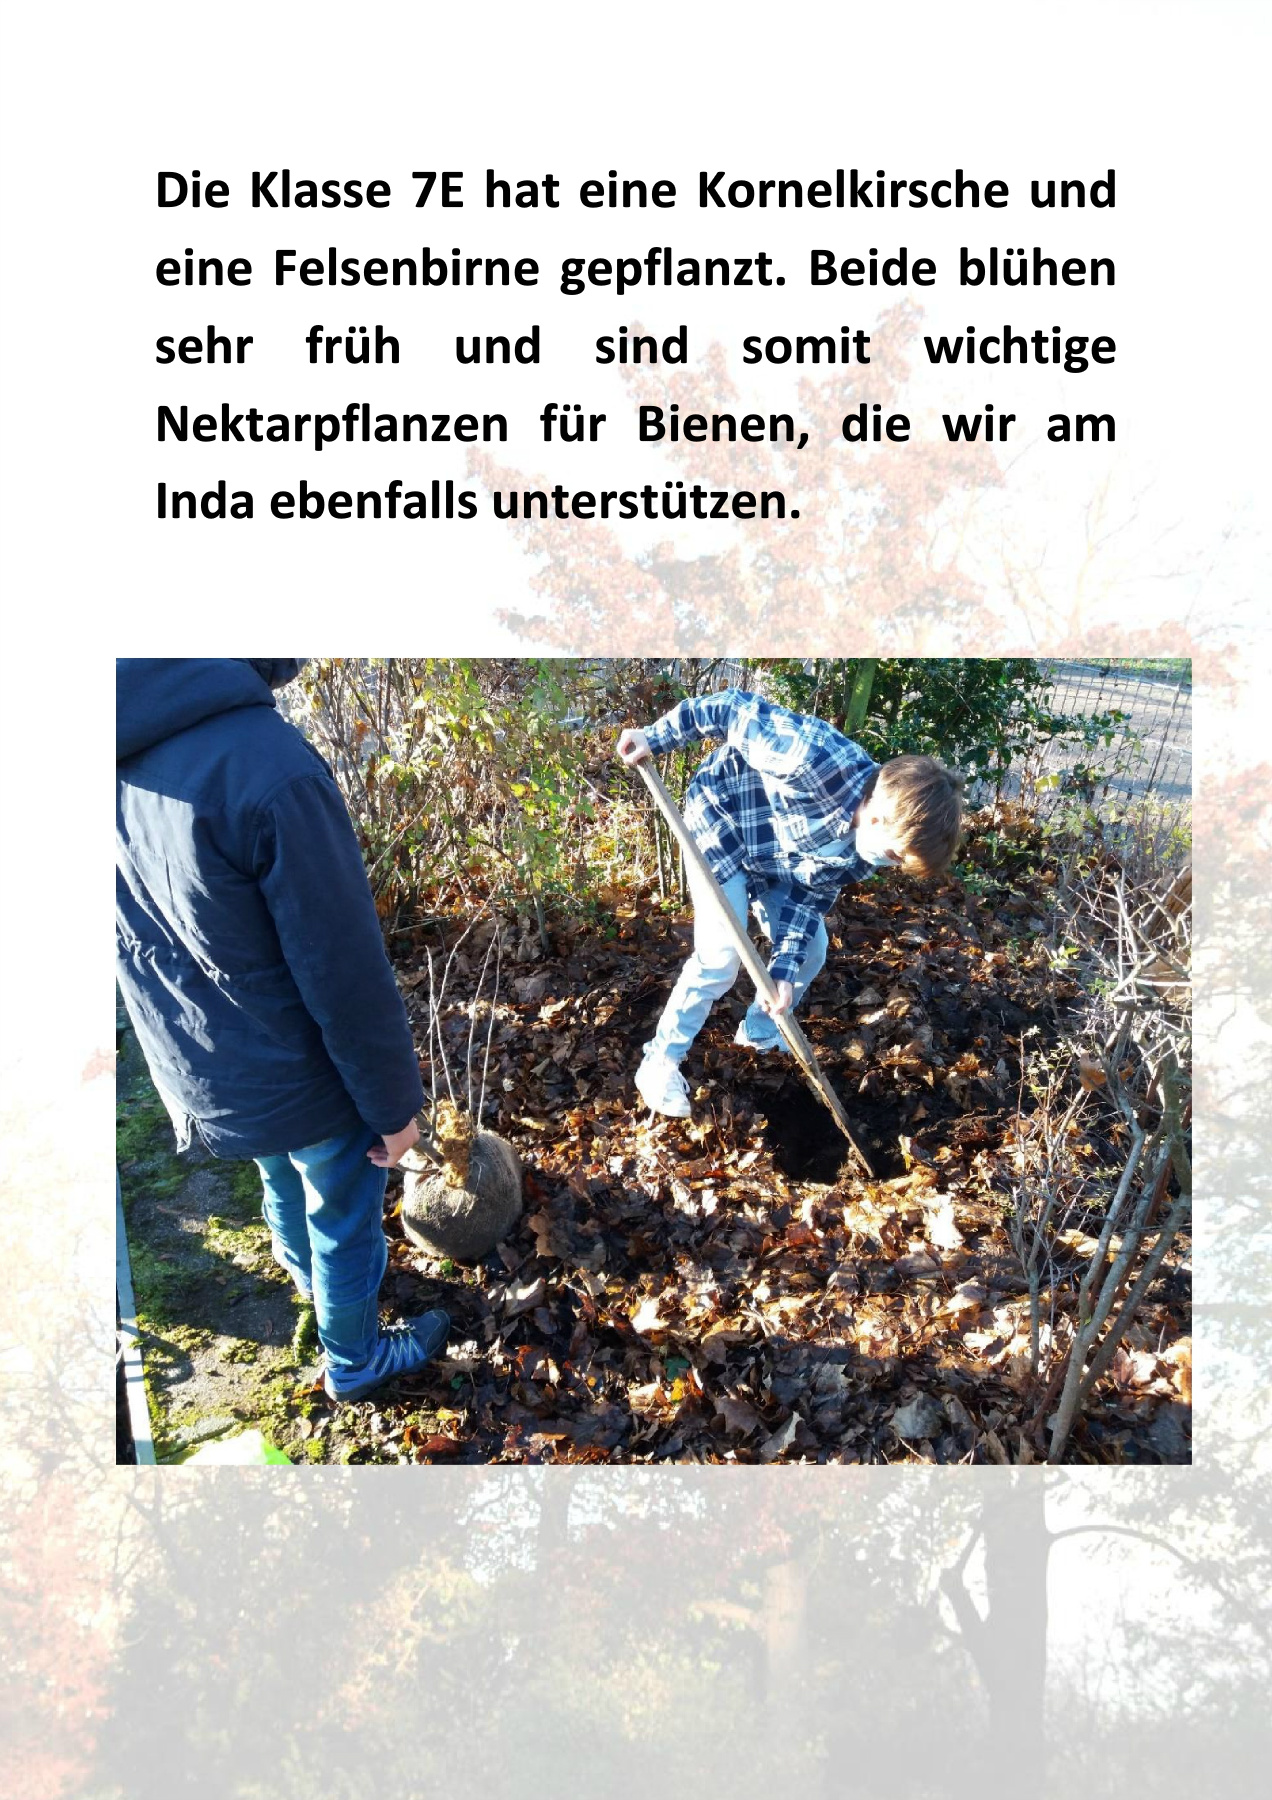 Die Klasse 7E hat eine Kornelkirsche und
eine Felsenbirne gepflanzt. Beide blühen
sehr früh und sind somit wichtige
Nektarpflanzen für Bienen, die wir am
Inda ebenfalls unterstützen.